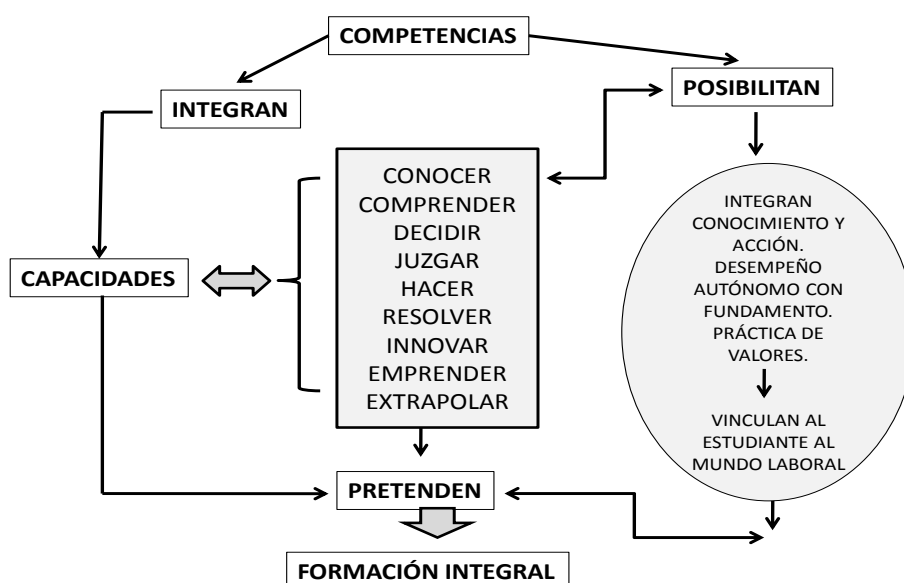 COMPETENCIAS
INTEGRAN
POSIBILITAN
CONOCER
COMPRENDER
DECIDIR
JUZGAR
HACER
RESOLVER
INNOVAR
EMPRENDER
EXTRAPOLAR
CAPACIDADES
INTEGRAN
CONOCIMIENTO Y
ACCIÓN.
DESEMPEÑO
AUTÓNOMO CON
FUNDAMENTO.
PRÁCTICA DE
VALORES.
VINCULAN AL
ESTUDIANTE AL
MUNDO LABORAL
PRETENDEN
FORMACIÓN INTEGRAL